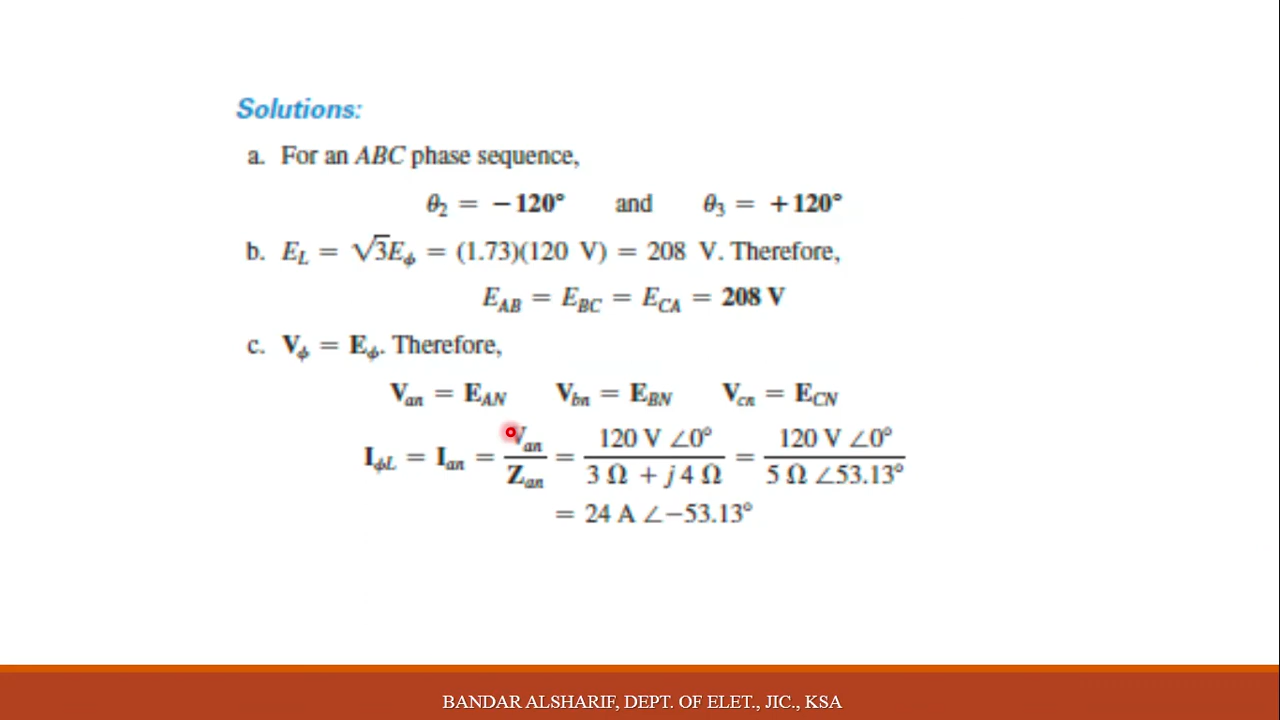 Solutions:
a. For an ABC phase sequence,
θ₂ = −120° and θ₃ = +120°
b. E_L = √3E_ϕ = (1.73)(120 V) = 208 V. Therefore,
E_AB = E_BC = E_CA = 208 V
c. V_ϕ = E_ϕ. Therefore,
V_an = E_AN V_bn = E_BN V_cn = E_CN
I_ϕL = I_an = V_an / Z_an = 120 V ∠0° / 3 Ω + j 4 Ω = 120 V ∠0° / 5 Ω ∠53.13°
= 24 A ∠−53.13°
BANDAR ALSHARIF, DEPT. OF ELET., JIC., KSA